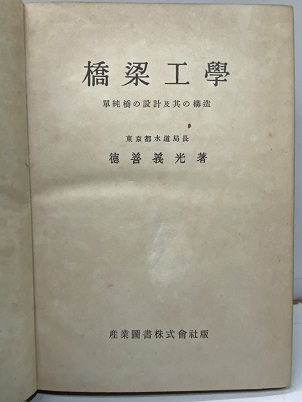 橋梁工學
單純橋の設計及其の構造
東京都水道局長
德善義光著
産業圖書株式會社版